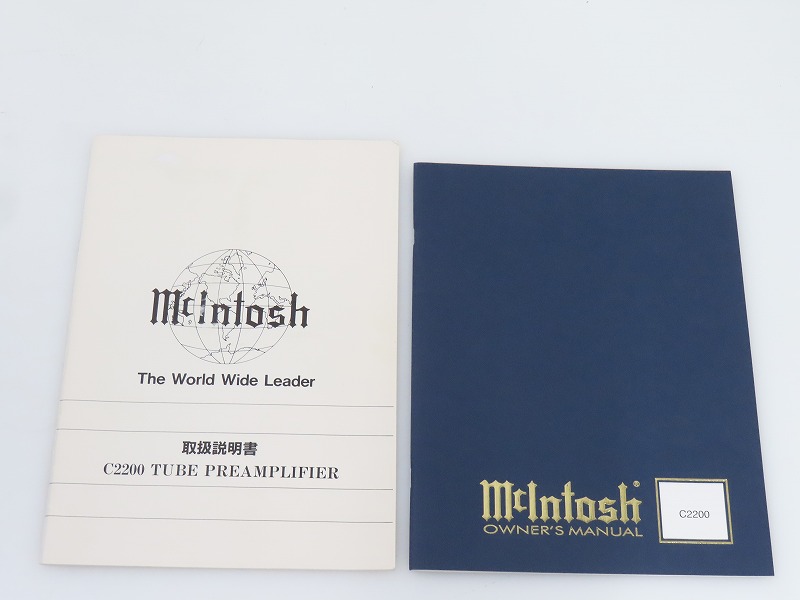 McIntosh
The World Wide Leader
取扱説明書
C2200 TUBE PREAMPLIFIER
McIntosh®
OWNER'S MANUAL
C2200